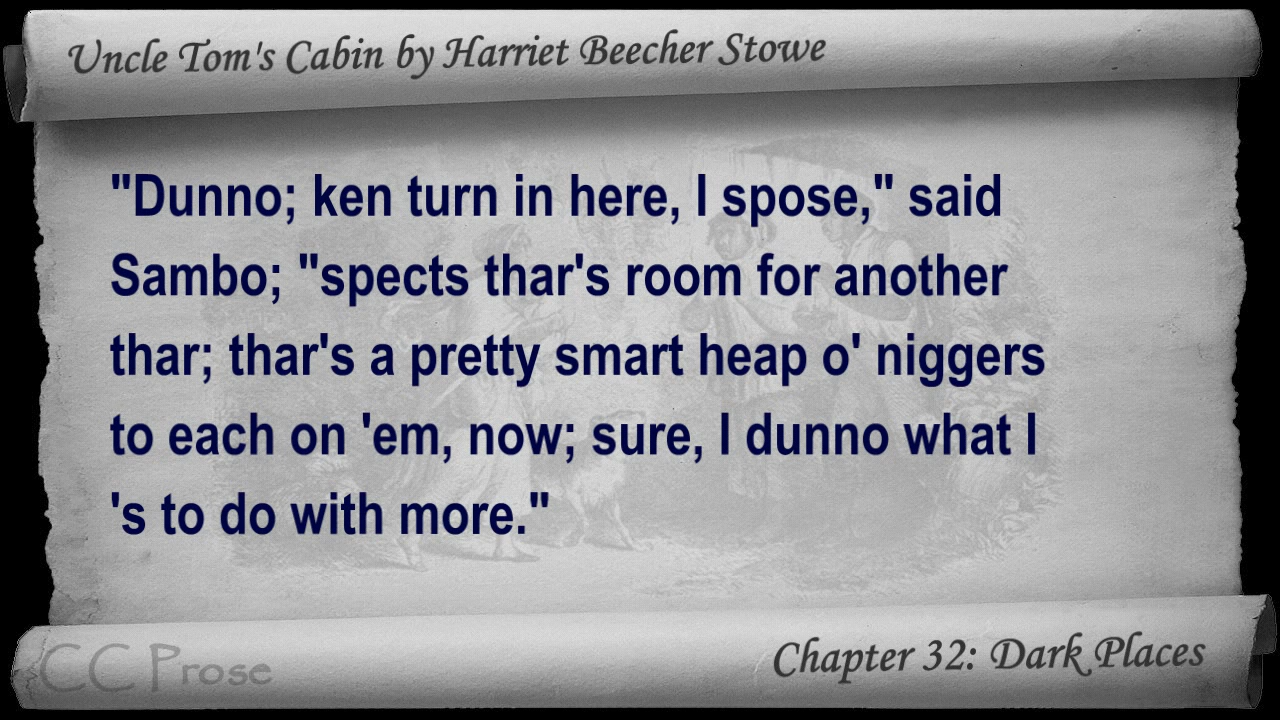 Uncle Tom's Cabin by Harriet Beecher Stowe
"Dunno; ken turn in here, I spose," said
Sambo; "spects thar's room for another
thar; thar's a pretty smart heap o' niggers
to each on 'em, now; sure, I dunno what I
's to do with more."
CC Prose
Chapter 32: Dark Places